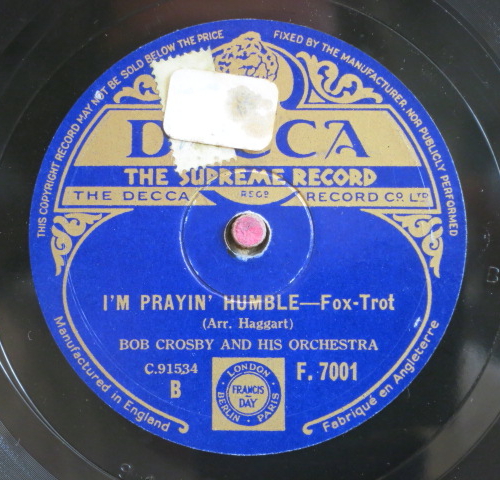 THIS COPYRIGHT RECORD MAY NOT BE SOLD BELOW THE PRICE FIXED BY THE MANUFACTURER, NOR PUBLICLY PERFORMED
DECCA
THE SUPREME RECORD
THE DECCA REGD RECORD CO. LTD
I'M PRAYIN' HUMBLE—Fox-Trot
(Arr. Haggart)
BOB CROSBY AND HIS ORCHESTRA
C.91534
B
F. 7001
LONDON
FRANCIS
DAY
BERLIN · PARIS
Manufactured in England
Fabriqué en Angleterre